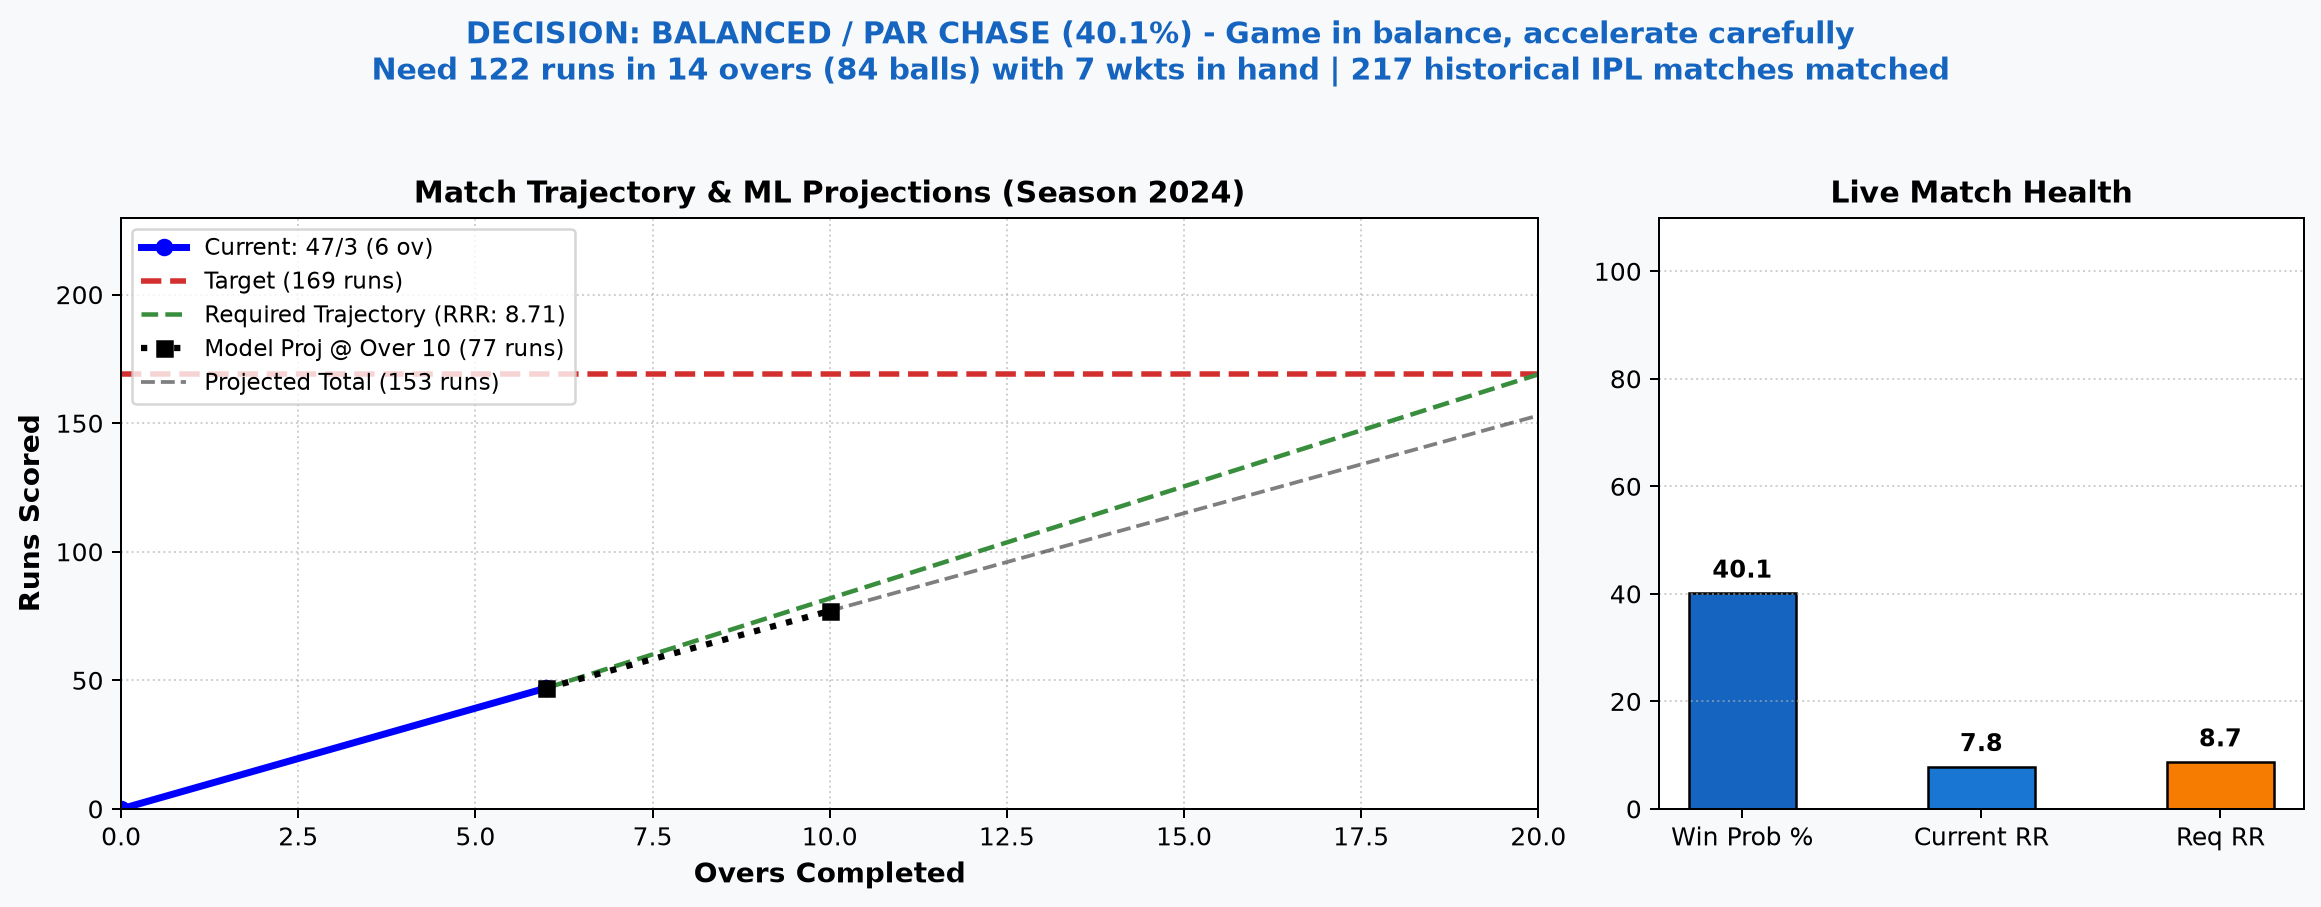 DECISION: BALANCED / PAR CHASE (40.1%) - Game in balance, accelerate carefully
Need 122 runs in 14 overs (84 balls) with 7 wkts in hand | 217 historical IPL matches matched
Match Trajectory & ML Projections (Season 2024)
Current: 47/3 (6 ov)
Target (169 runs)
Required Trajectory (RRR: 8.71)
Model Proj @ Over 10 (77 runs)
Projected Total (153 runs)
Runs Scored
200
150
100
50
0
0.0 2.5 5.0 7.5 10.0 12.5 15.0 17.5 20.0
Overs Completed
Live Match Health
100
80
60
40
20
0
40.1
7.8
8.7
Win Prob % Current RR Req RR